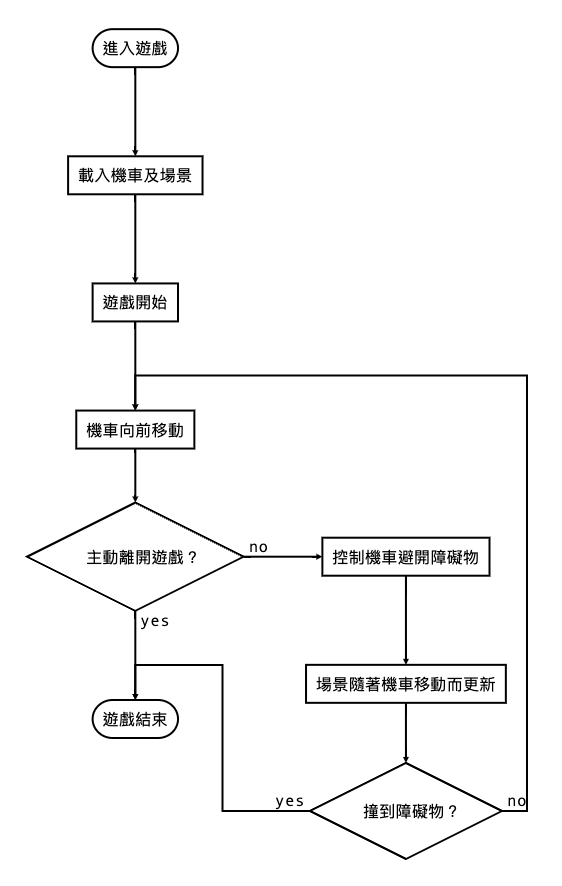 進入遊戲
載入機車及場景
遊戲開始
機車向前移動
主動離開遊戲？
no
控制機車避開障礙物
yes
場景隨著機車移動而更新
遊戲結束
yes
撞到障礙物？
no